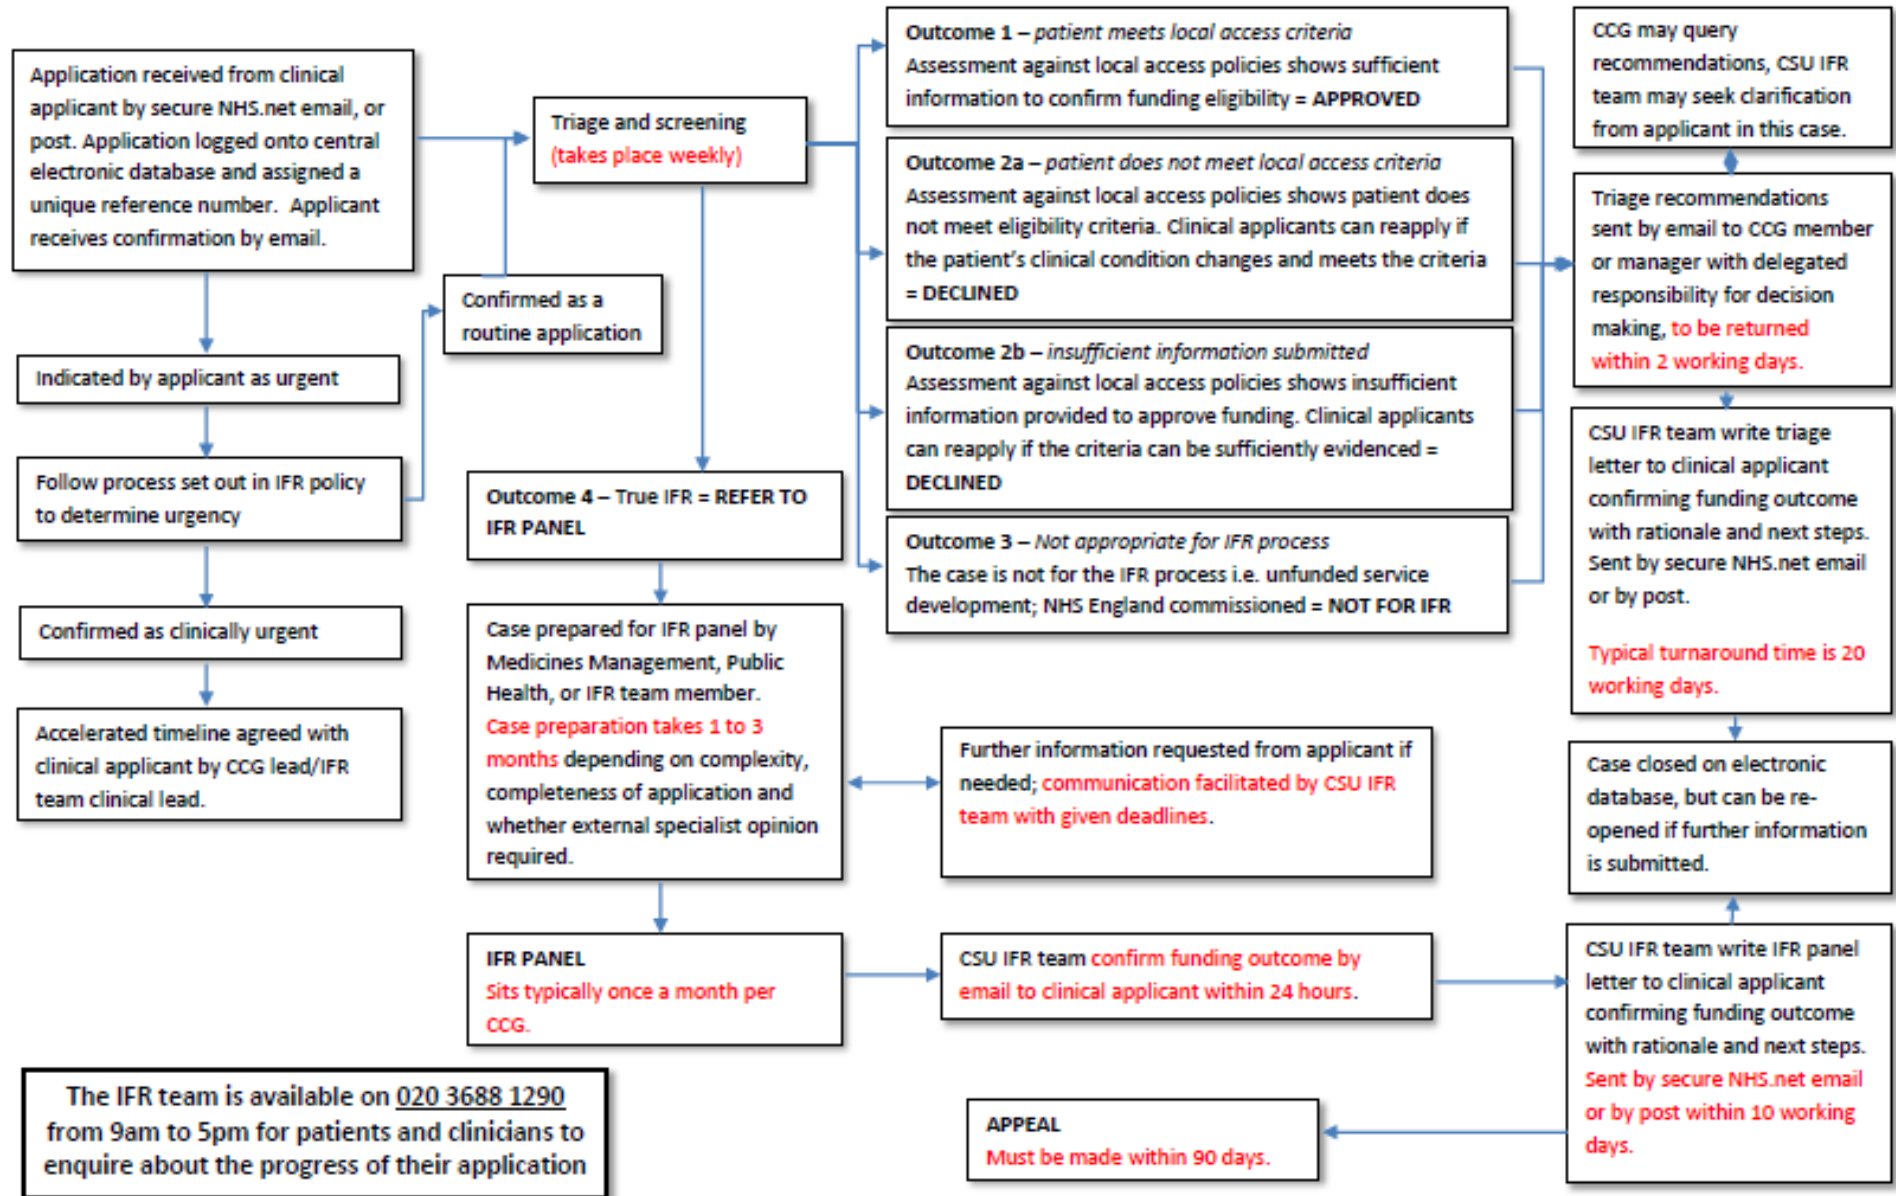 Application received from clinical
applicant by secure NHS.net email, or
post. Application logged onto central
electronic database and assigned a
unique reference number. Applicant
receives confirmation by email.
Indicated by applicant as urgent
Follow process set out in IFR policy
to determine urgency
Confirmed as clinically urgent
Accelerated timeline agreed with
clinical applicant by CCG lead/IFR
team clinical lead.
Confirmed as a
routine application
Triage and screening
(takes place weekly)
Outcome 1 – patient meets local access criteria
Assessment against local access policies shows sufficient
information to confirm funding eligibility = APPROVED
Outcome 2a – patient does not meet local access criteria
Assessment against local access policies shows patient does
not meet eligibility criteria. Clinical applicants can reapply if
the patient's clinical condition changes and meets the criteria
= DECLINED
Outcome 2b – insufficient information submitted
Assessment against local access policies shows insufficient
information provided to approve funding. Clinical applicants
can reapply if the criteria can be sufficiently evidenced =
DECLINED
Outcome 3 – Not appropriate for IFR process
The case is not for the IFR process i.e. unfunded service
development; NHS England commissioned = NOT FOR IFR
CCG may query
recommendations, CSU IFR
team may seek clarification
from applicant in this case.
Triage recommendations
sent by email to CCG member
or manager with delegated
responsibility for decision
making, to be returned
within 2 working days.
CSU IFR team write triage
letter to clinical applicant
confirming funding outcome
with rationale and next steps.
Sent by secure NHS.net email
or by post.
Typical turnaround time is 20
working days.
Case closed on electronic
database, but can be re-
opened if further information
is submitted.
Outcome 4 – True IFR = REFER TO
IFR PANEL
Case prepared for IFR panel by
Medicines Management, Public
Health, or IFR team member.
Case preparation takes 1 to 3
months depending on complexity,
completeness of application and
whether external specialist opinion
required.
Further information requested from applicant if
needed; communication facilitated by CSU IFR
team with given deadlines.
IFR PANEL
Sits typically once a month per
CCG.
CSU IFR team confirm funding outcome by
email to clinical applicant within 24 hours.
CSU IFR team write IFR panel
letter to clinical applicant
confirming funding outcome
with rationale and next steps.
Sent by secure NHS.net email
or by post within 10 working
days.
APPEAL
Must be made within 90 days.
The IFR team is available on 020 3688 1290
from 9am to 5pm for patients and clinicians to
enquire about the progress of their application